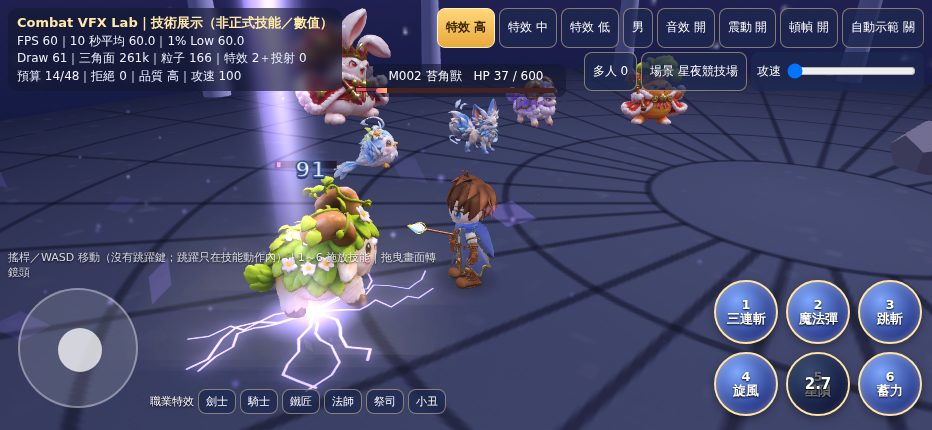 Combat VFX Lab｜技術展示（非正式技能／數值）
FPS 60｜10 秒平均 60.0｜1% Low 60.0
Draw 61｜三角面 261k｜粒子 166｜特效 2＋投射 0
預算 14/48｜拒絕 0｜品質 高｜攻速 100
特效 高
特效 中
特效 低
男
音效 開
震動 開
頓幀 開
自動示範 關
多人 0
場景 星夜競技場
攻速
M002 苔角獸 HP 37 / 600
91
搖桿／WASD 移動（沒有跳躍鍵；跳躍只在技能動作內）｜1～6 施放技能｜拖曳畫面轉
鏡頭
1
三連斬
2
魔法彈
3
跳斬
4
旋風
2.7
6
蓄力
職業特效
劍士
騎士
鐵匠
法師
祭司
小丑